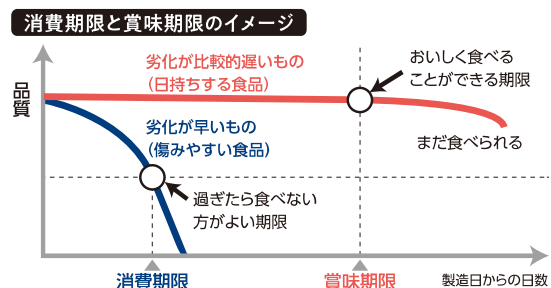 消費期限と賞味期限のイメージ
劣化が比較的遅いもの
（日持ちする食品）
おいしく食べる
ことができる期限
品質
劣化が早いもの
（傷みやすい食品）
まだ食べられる
過ぎたら食べない
方がよい期限
消費期限
賞味期限
製造日からの日数